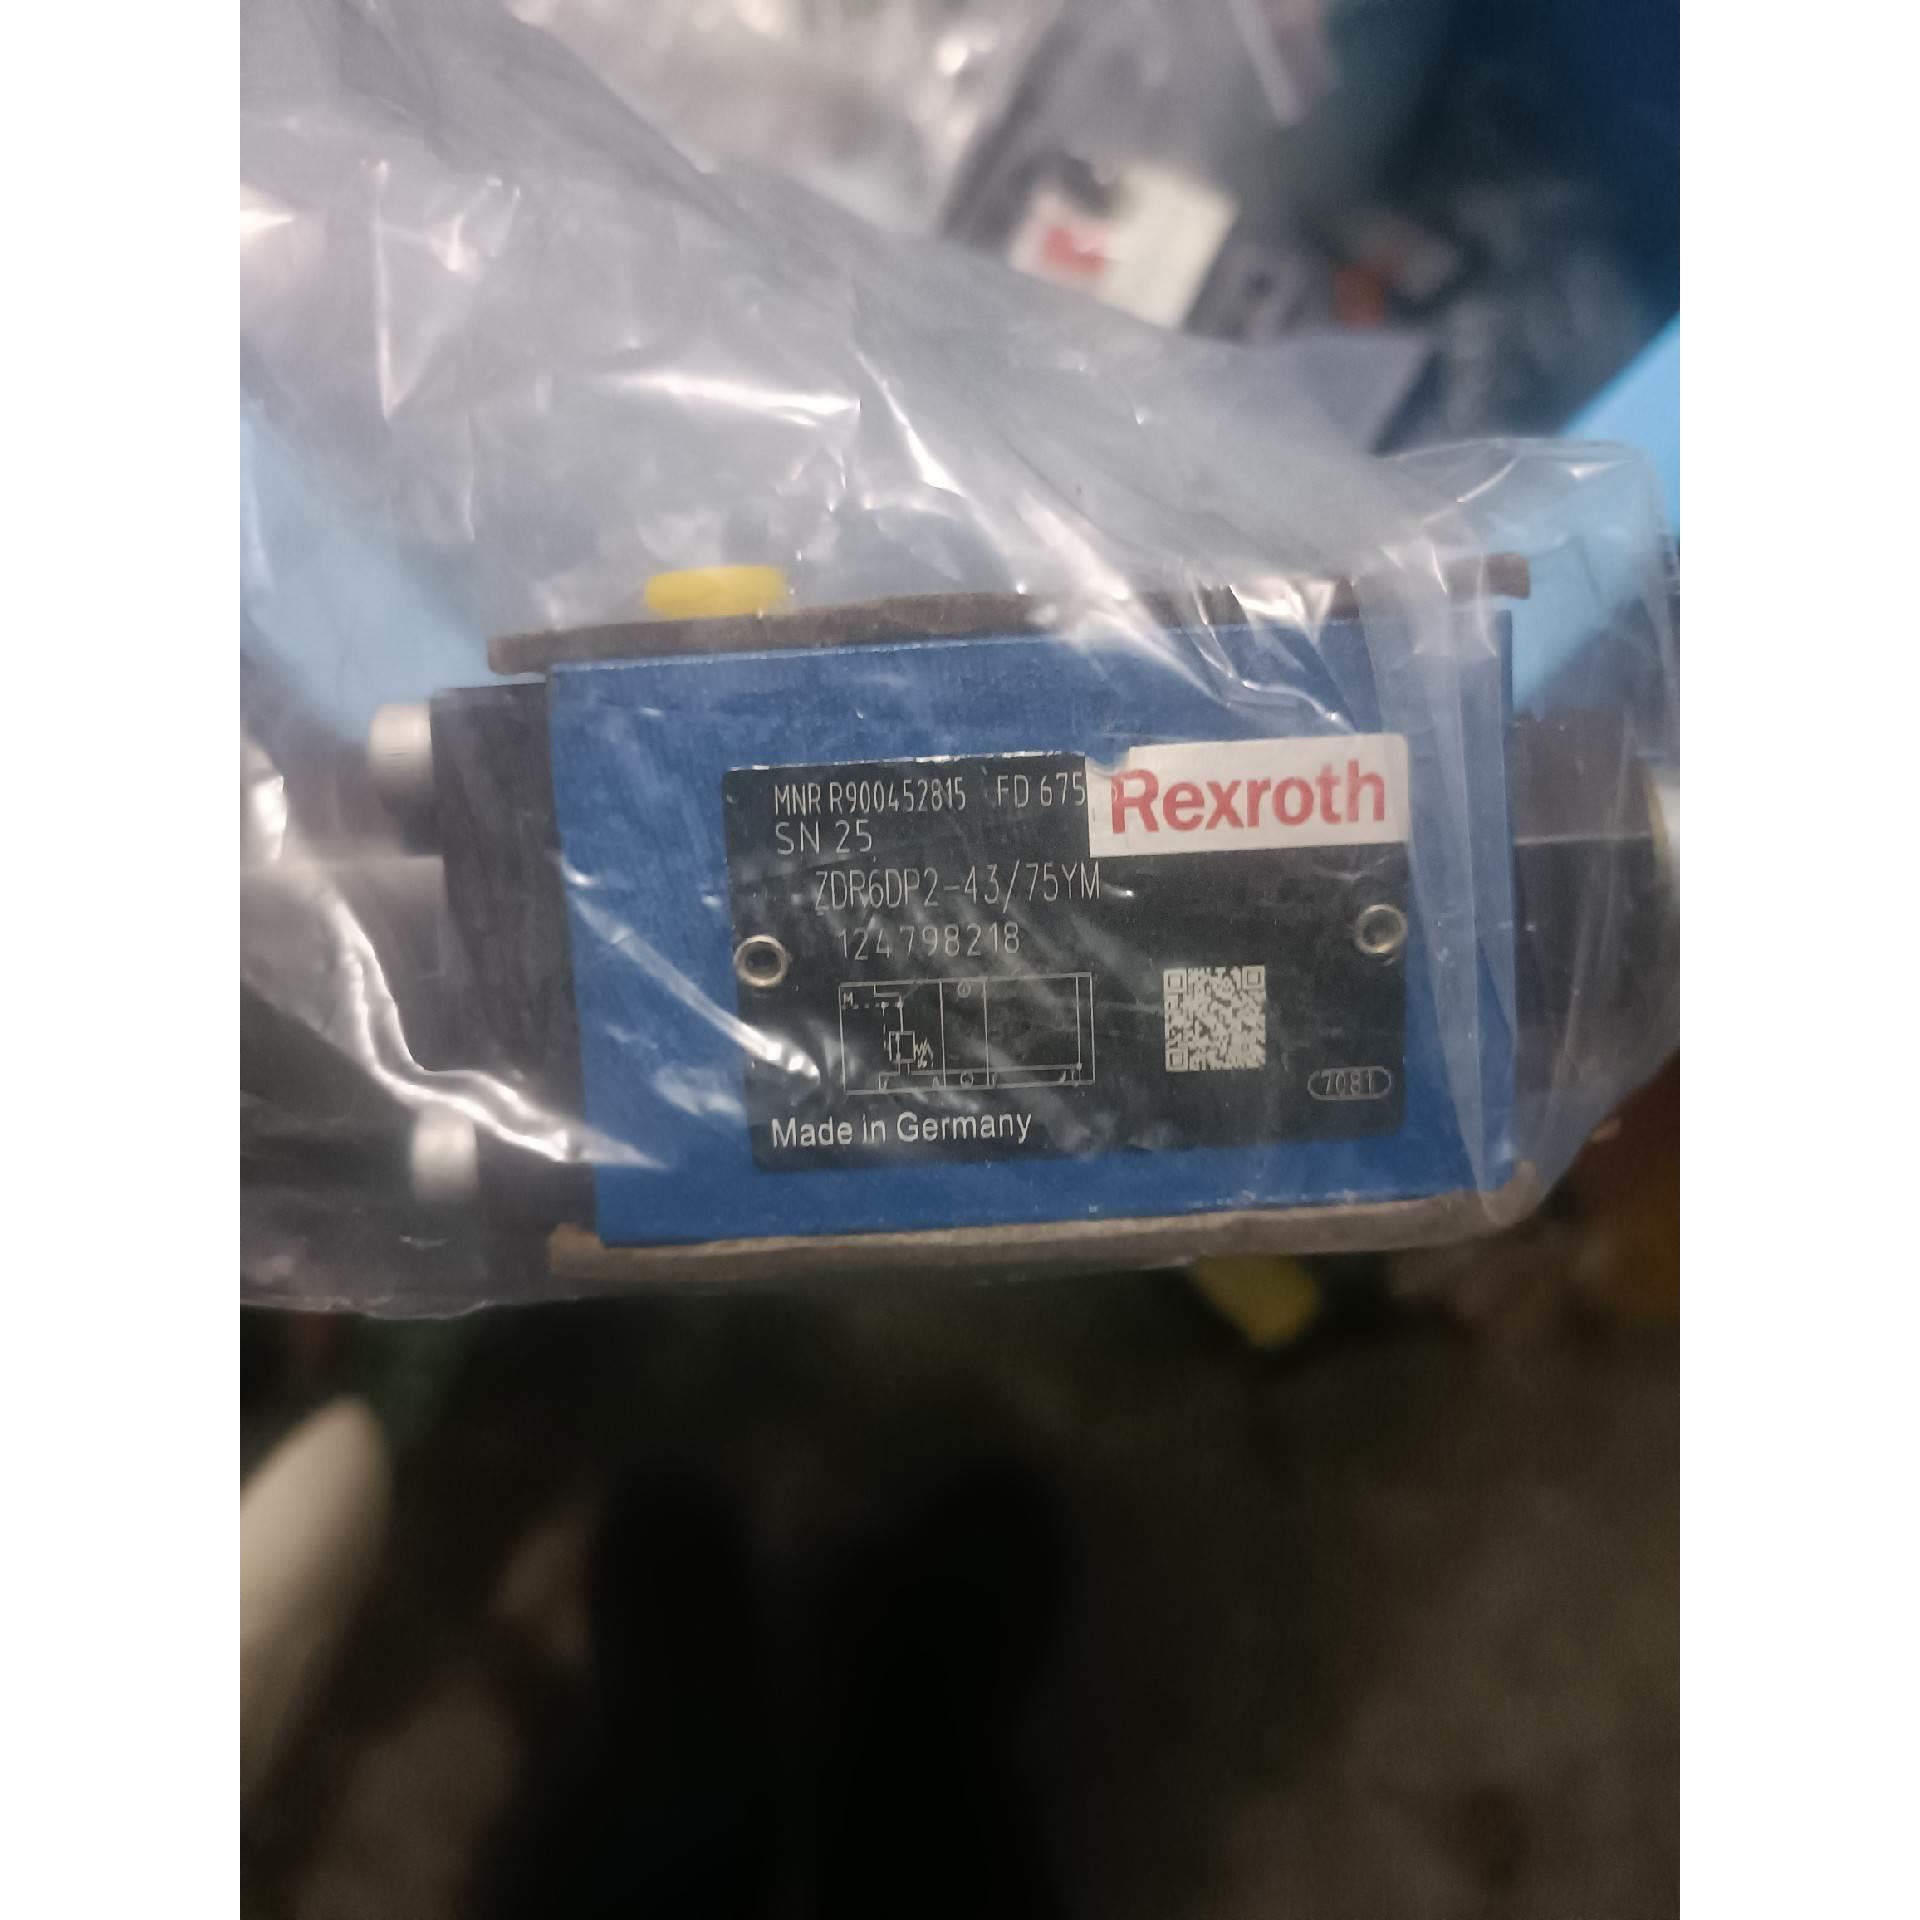 MNR R900452815 FD 675
Rexroth
SN 25
ZDR6DP2-43/75YM
124798218
M
7081
Made in Germany